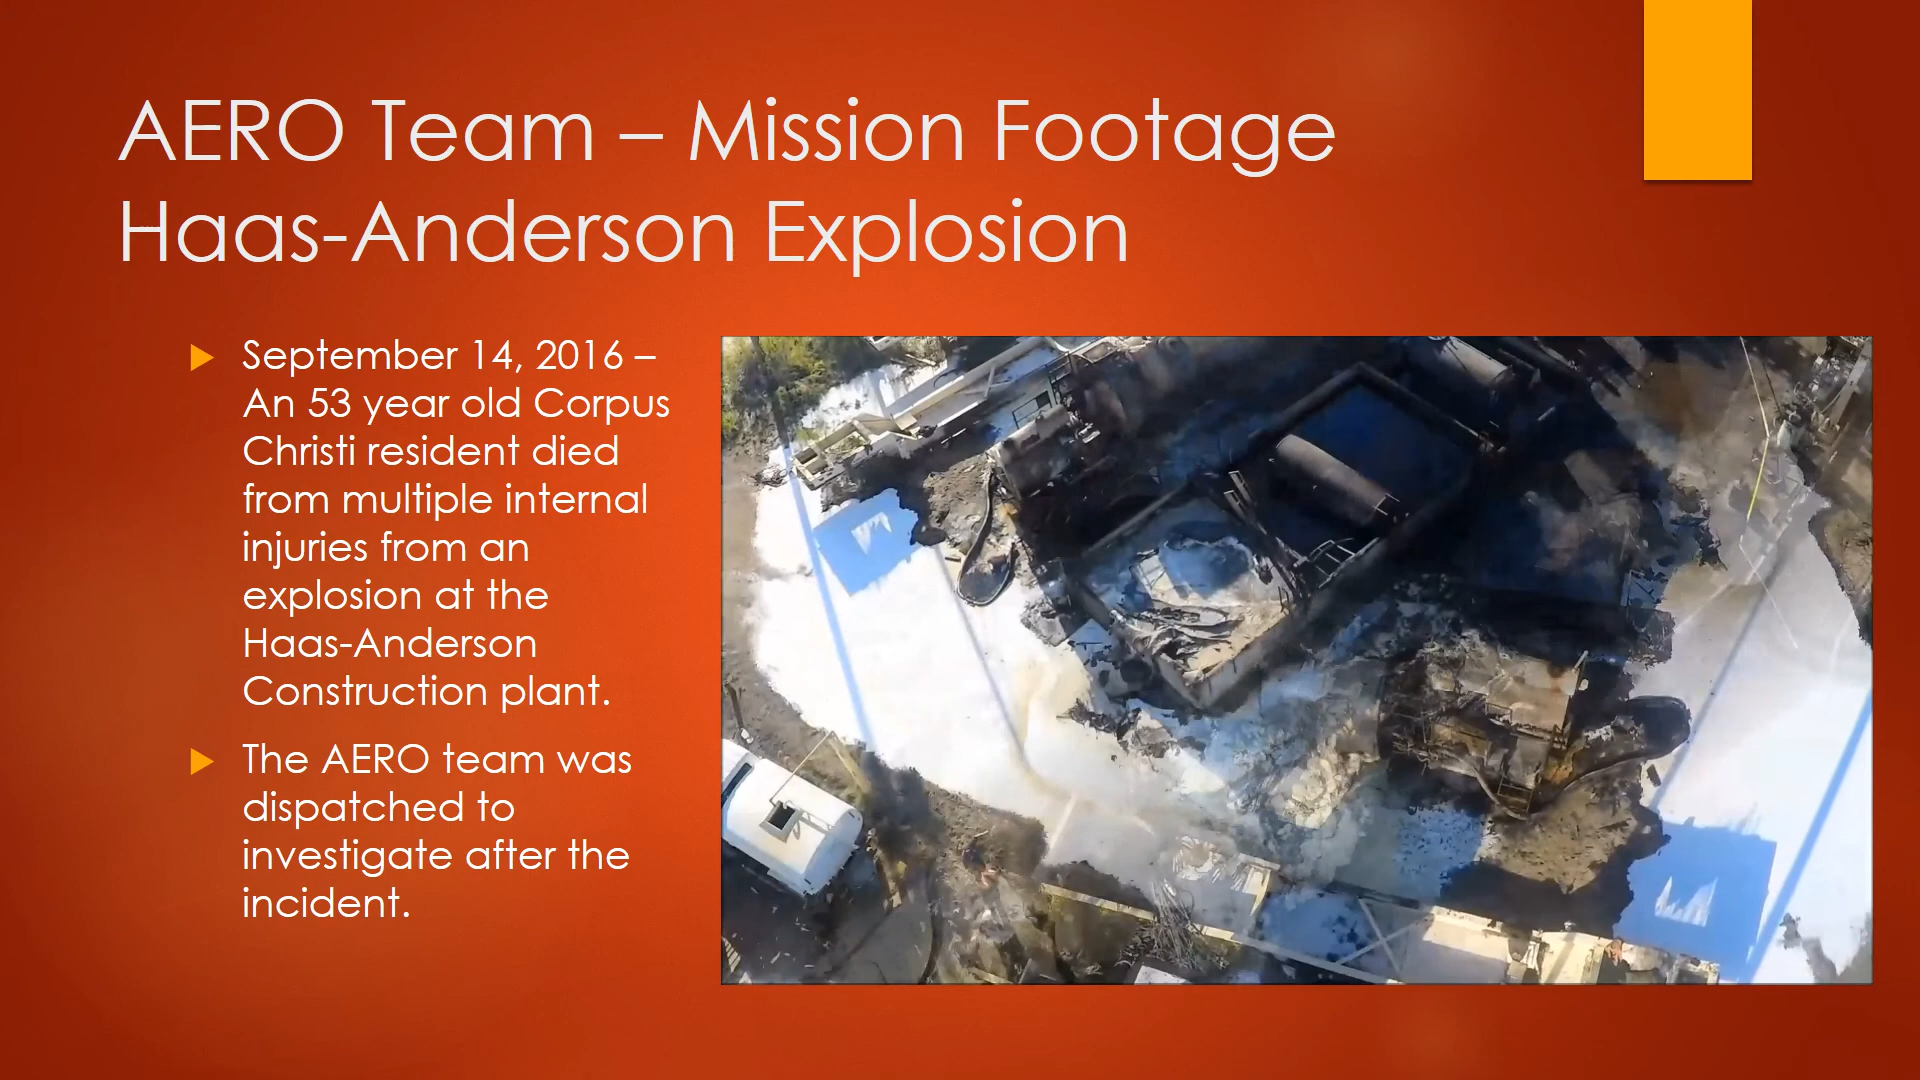 AERO Team – Mission Footage
Haas-Anderson Explosion
September 14, 2016 –
An 53 year old Corpus
Christi resident died
from multiple internal
injuries from an
explosion at the
Haas-Anderson
Construction plant.
The AERO team was
dispatched to
investigate after the
incident.